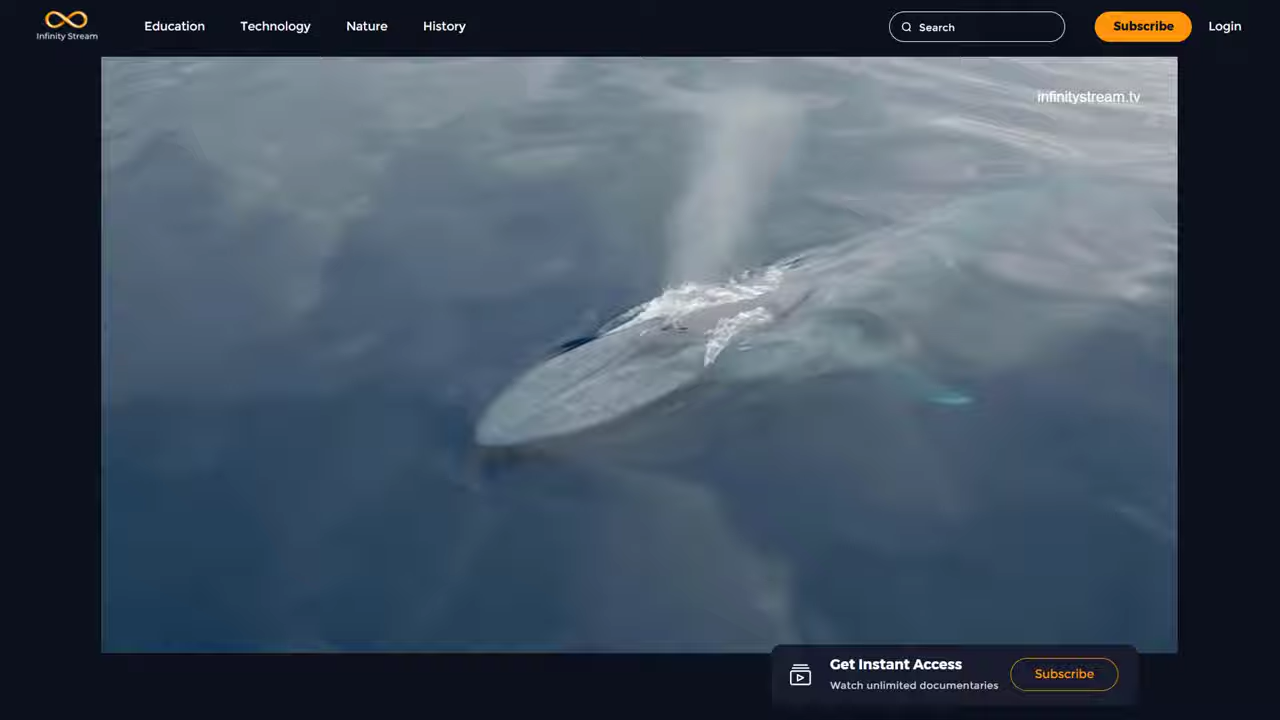 Infinity Stream
Education
Technology
Nature
History
Search
Subscribe
Login
infinitystream.tv
Get Instant Access
Watch unlimited documentaries
Subscribe